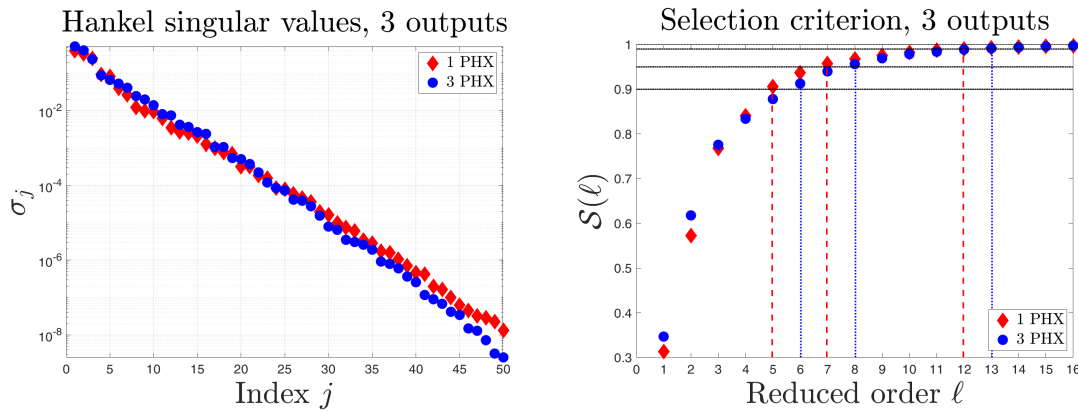 Hankel singular values, 3 outputs
1 PHX
3 PHX
10^{-2}
10^{-4}
10^{-6}
10^{-8}
σ_j
0 5 10 15 20 25 30 35 40 45 50
Index j
Selection criterion, 3 outputs
1
0.9
0.8
0.7
0.6
0.5
0.4
0.3
S(ℓ)
1 PHX
3 PHX
0 1 2 3 4 5 6 7 8 9 10 11 12 13 14 15 16
Reduced order ℓ